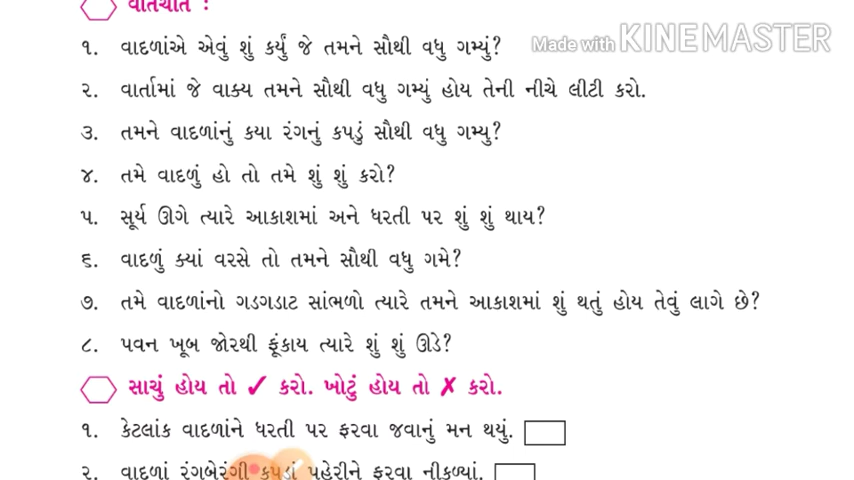 વાતચીત :
Made with KINEMASTER
૧. વાદળાંએ એવું શું કર્યું જે તમને સૌથી વધુ ગમ્યું?
૨. વાર્તામાં જે વાક્ય તમને સૌથી વધુ ગમ્યું હોય તેની નીચે લીટી કરો.
૩. તમને વાદળાંનું કયા રંગનું કપડું સૌથી વધુ ગમ્યુ?
૪. તમે વાદળું હો તો તમે શું શું કરો?
૫. સૂર્ય ઊગે ત્યારે આકાશમાં અને ધરતી પર શું શું થાય?
૬. વાદળું ક્યાં વરસે તો તમને સૌથી વધુ ગમે?
૭. તમે વાદળાંનો ગડગડાટ સાંભળો ત્યારે તમને આકાશમાં શું થતું હોય તેવું લાગે છે?
૮. પવન ખૂબ જોરથી ફૂંકાય ત્યારે શું શું ઊડે?
સાચું હોય તો ✓ કરો. ખોટું હોય તો ✗ કરો.
૧. કેટલાંક વાદળાંને ધરતી પર ફરવા જવાનું મન થયું.
૨. વાદળાં રંગબેરંગી કપડાં પહેરીને ફરવા નીકળ્યાં.